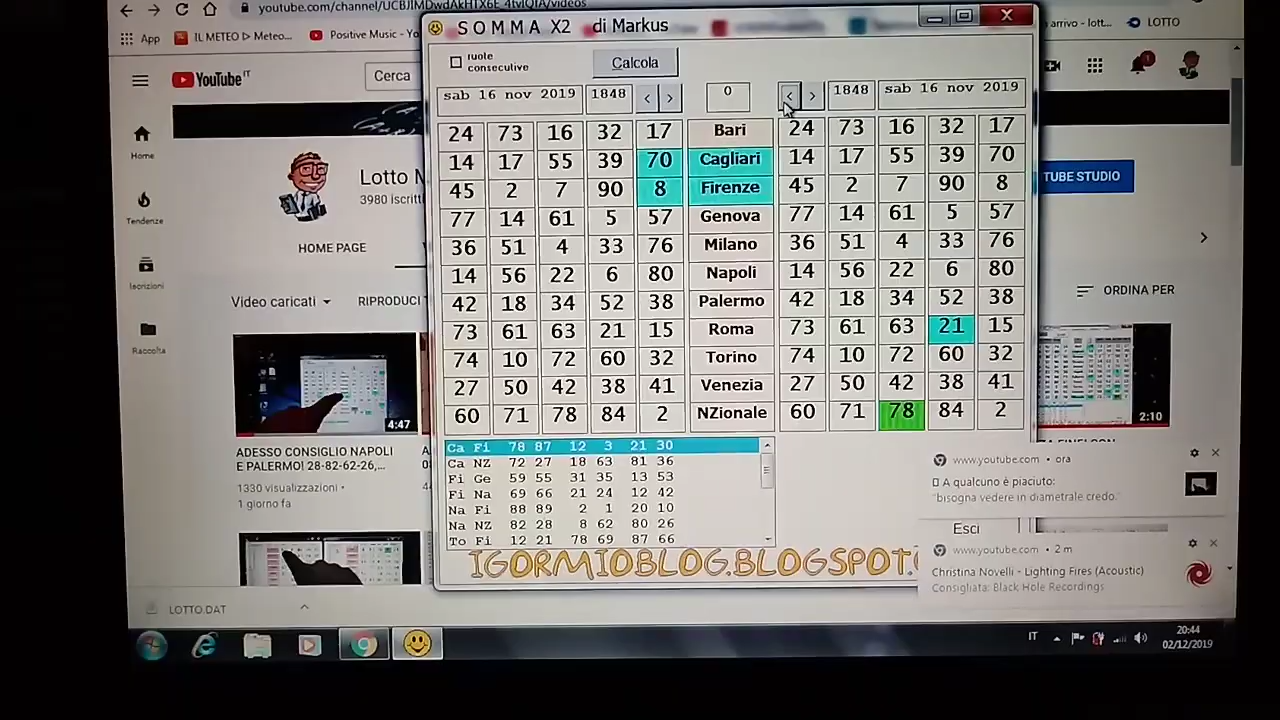 youtube.com/channel/UCBJIMDwdAkHTX6E_4tvIQIA/videos
App
IL METEO ᐅ Meteo...
Positive Music - Yo
arrivo - lott...
LOTTO
YouTube IT
Cerca
Home
Tendenze
Iscrizioni
Raccolta
Lotto
3980 iscritti
HOME PAGE
TUBE STUDIO
Video caricati
RIPRODUCI
ORDINA PER
4:47
ADESSO CONSIGLIO NAPOLI
E PALERMO! 28-82-62-26,...
1330 visualizzazioni •
1 giorno fa
2:10
SOMMA X2 di Markus
ruole
consecutive
Calcola
sab 16 nov 2019 1848 < > 0 < > 1848 sab 16 nov 2019
24 73 16 32 17 Bari 24 73 16 32 17
14 17 55 39 70 Cagliari 14 17 55 39 70
45 2 7 90 8 Firenze 45 2 7 90 8
77 14 61 5 57 Genova 77 14 61 5 57
36 51 4 33 76 Milano 36 51 4 33 76
14 56 22 6 80 Napoli 14 56 22 6 80
42 18 34 52 38 Palermo 42 18 34 52 38
73 61 63 21 15 Roma 73 61 63 21 15
74 10 72 60 32 Torino 74 10 72 60 32
27 50 42 38 41 Venezia 27 50 42 38 41
60 71 78 84 2 NZionale 60 71 78 84 2
Ca Fi 78 87 12 3 21 30
Ca NZ 72 27 18 63 81 36
Fi Ge 59 55 31 35 13 53
Fi Na 69 66 21 24 12 42
Na Fi 88 89 2 1 20 10
Na NZ 82 28 8 62 80 26
To Fi 12 21 78 69 87 66
IGORMIOBLOG.BLOGSPOT.
www.youtube.com • ora
A qualcuno è piaciuto:
"bisogna vedere in diametrale credo."
Esci
www.youtube.com • 2 m
Christina Novelli - Lighting Fires (Acoustic)
Consigliata: Black Hole Recordings
LOTTO.DAT
IT
20:44
02/12/2019